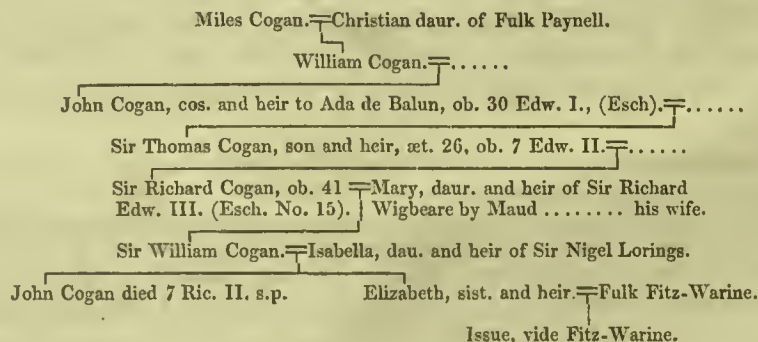 Miles Cogan.=Christian daur. of Fulk Paynell.
William Cogan.=......
John Cogan, cos. and heir to Ada de Balun, ob. 30 Edw. I., (Esch).=......
Sir Thomas Cogan, son and heir, æt. 26, ob. 7 Edw. II.=......
Sir Richard Cogan, ob. 41 = Mary, daur. and heir of Sir Richard
Edw. III. (Esch. No. 15). Wigbeare by Maud ........ his wife.
Sir William Cogan.=Isabella, dau. and heir of Sir Nigel Lorings.
John Cogan died 7 Ric. II. s.p. Elizabeth, sist. and heir.=Fulk Fitz-Warine.
Issue, vide Fitz-Warine.